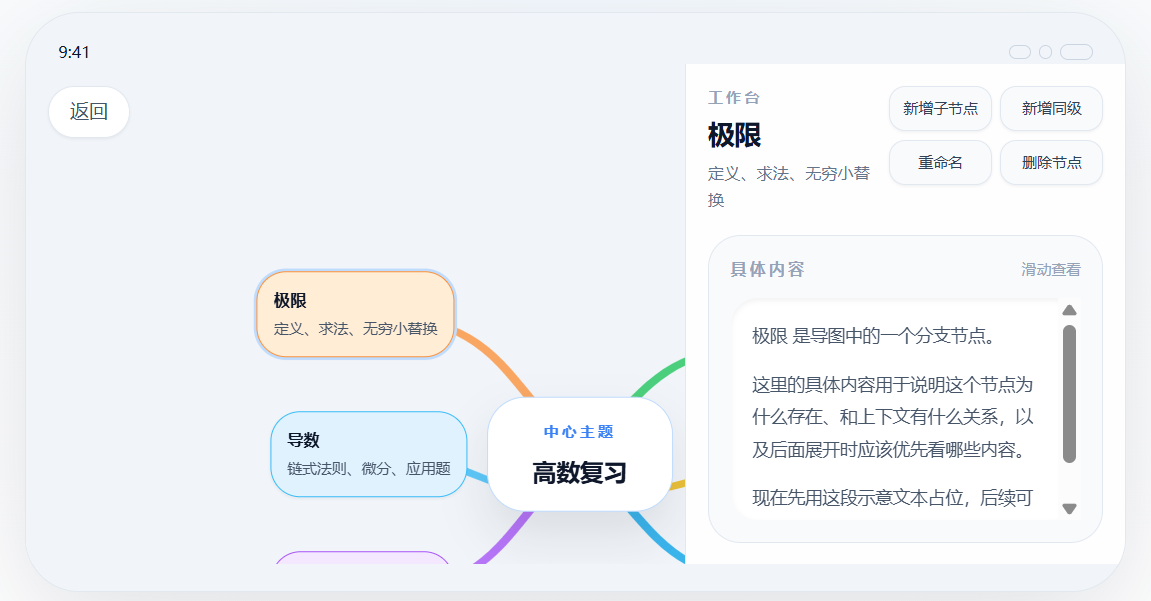 9:41
返回
极限
定义、求法、无穷小替换
导数
链式法则、微分、应用题
中心主题
高数复习
工作台
极限
定义、求法、无穷小替
换
新增子节点
新增同级
重命名
删除节点
具体内容
滑动查看
极限 是导图中的一个分支节点。
这里的具体内容用于说明这个节点为
什么存在、和上下文有什么关系，以
及后面展开时应该优先看哪些内容。
现在先用这段示意文本占位，后续可